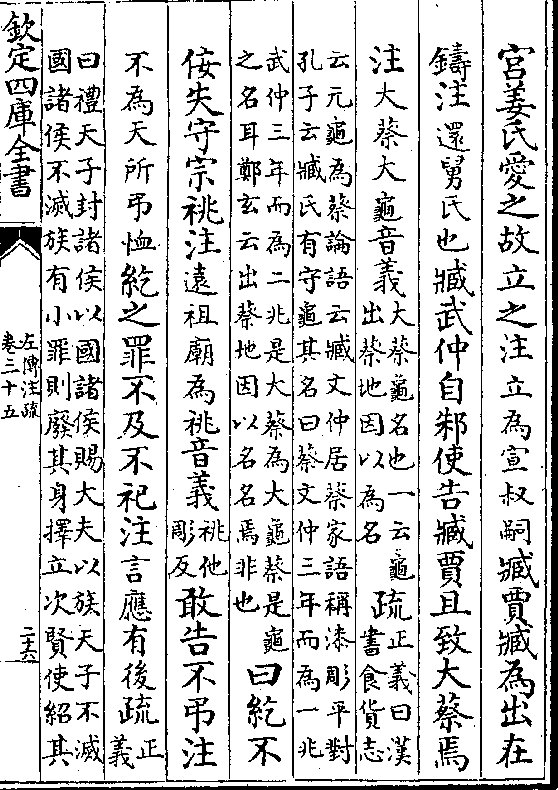 宮姜氏愛之故立之注立為宣叔嗣臧賈臧為出在
鑄注還舅氏也臧武仲自邾使告臧賈且致大蔡焉
注大蔡大龜音義大蔡龜名也一云龜
出蔡地因以為名疏正義曰漢
書食貨志
云元龜為蔡論語云臧文仲居蔡家語稱漆彫平對
孔子云臧氏有守龜其名曰蔡文仲三年而為一兆
武仲三年而為二兆是大蔡為大龜蔡是龜
之名耳鄭玄云出蔡地因以名名焉非也曰紇不
佞失守宗祧注遠祖廟為祧音義祧他
彫反敢告不弔注
不為天所弔恤紇之罪不及不祀注言應有後疏正
義
曰禮天子封諸侯以國諸侯賜大夫以族天子不滅
國諸侯不滅族有小罪則廢其身擇立次賢使紹其
欽定四庫全書
左傳注疏
卷三十五
二十六